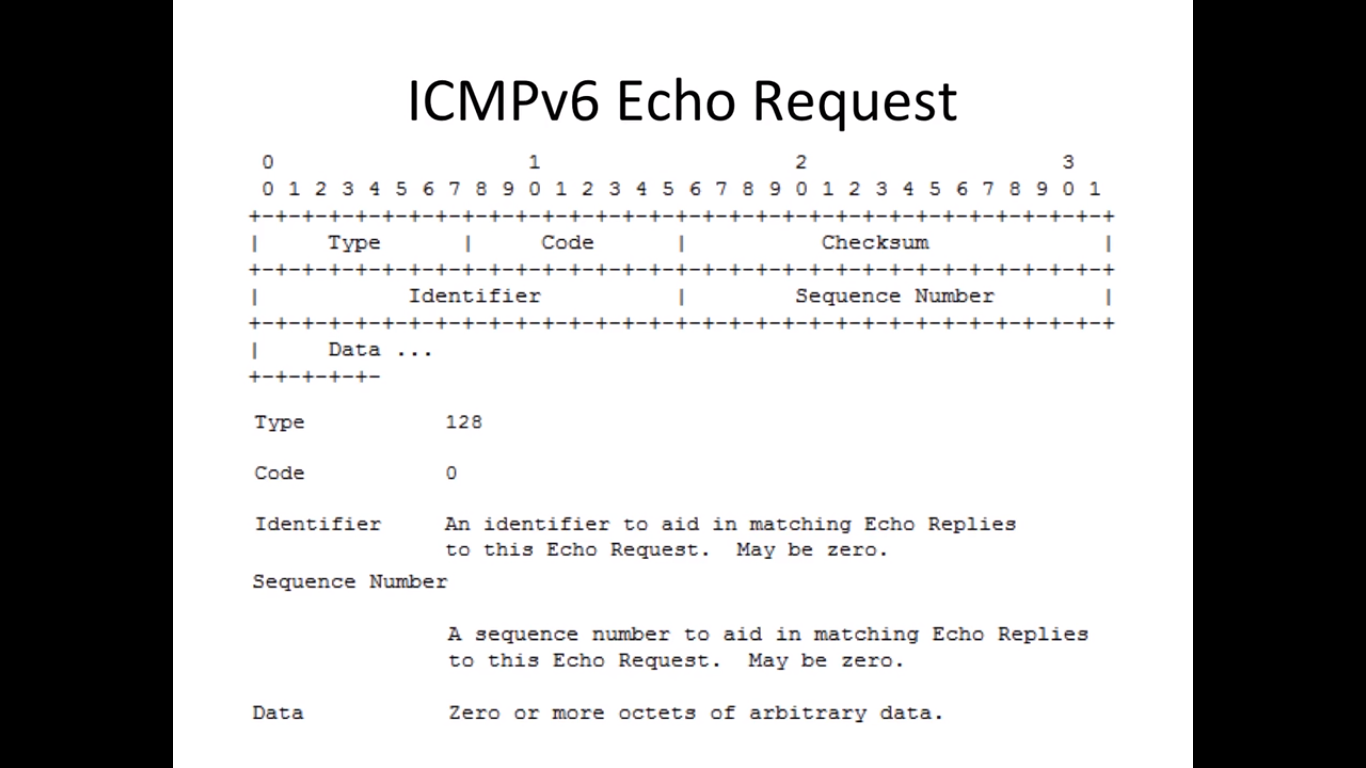 ICMPv6 Echo Request
0                   1                   2                   3
0 1 2 3 4 5 6 7 8 9 0 1 2 3 4 5 6 7 8 9 0 1 2 3 4 5 6 7 8 9 0 1
+-+-+-+-+-+-+-+-+-+-+-+-+-+-+-+-+-+-+-+-+-+-+-+-+-+-+-+-+-+-+-+-+
|     Type      |     Code      |          Checksum             |
+-+-+-+-+-+-+-+-+-+-+-+-+-+-+-+-+-+-+-+-+-+-+-+-+-+-+-+-+-+-+-+-+
|           Identifier          |        Sequence Number        |
+-+-+-+-+-+-+-+-+-+-+-+-+-+-+-+-+-+-+-+-+-+-+-+-+-+-+-+-+-+-+-+-+
|     Data ...
+-+-+-+-+-
Type 128
Code 0
Identifier An identifier to aid in matching Echo Replies
to this Echo Request.  May be zero.
Sequence Number
A sequence number to aid in matching Echo Replies
to this Echo Request.  May be zero.
Data Zero or more octets of arbitrary data.